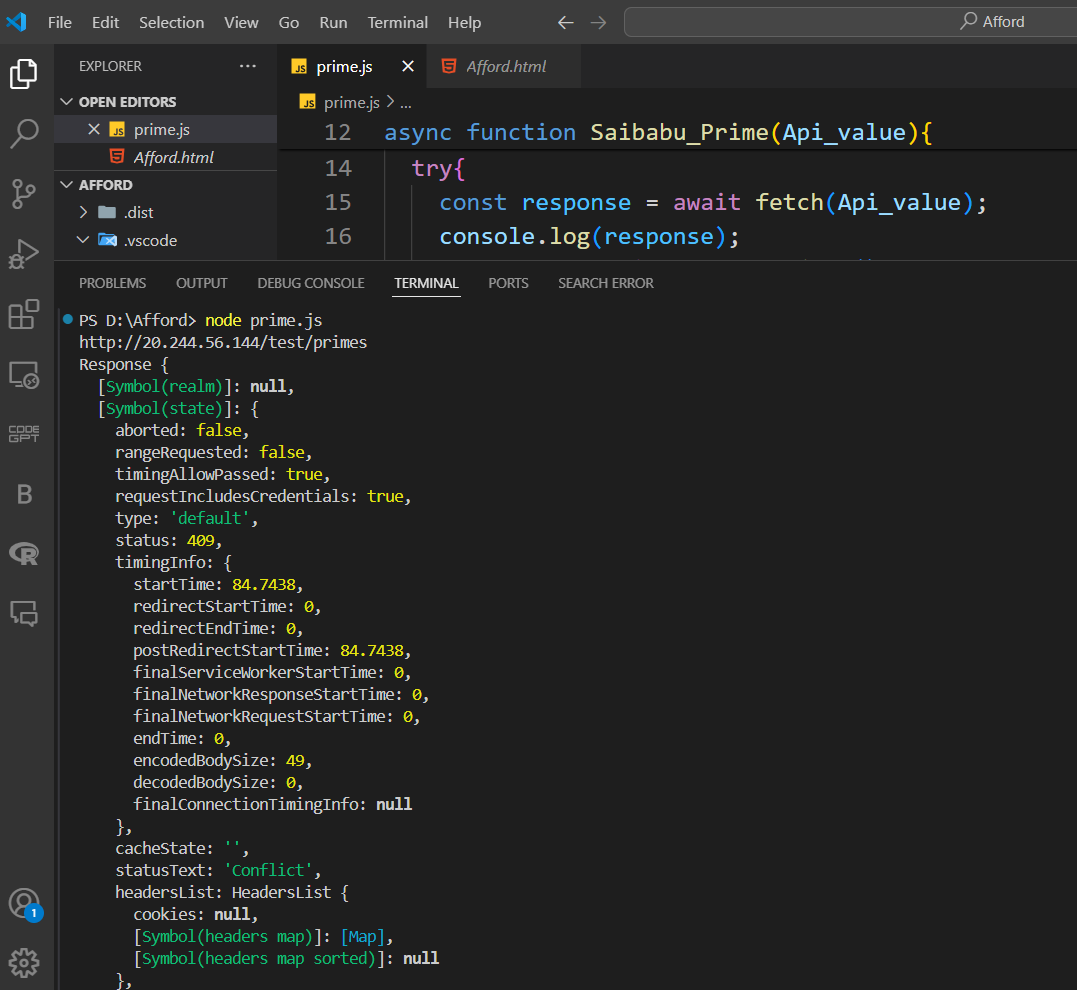 File Edit Selection View Go Run Terminal Help
Afford
EXPLORER
OPEN EDITORS
JS prime.js
Afford.html
AFFORD
.dist
.vscode
JS prime.js
Afford.html
JS prime.js > ...
12 async function Saibabu_Prime(Api_value){
14 try{
15 const response = await fetch(Api_value);
16 console.log(response);
CODE
GPT
B
R
1
PROBLEMS OUTPUT DEBUG CONSOLE TERMINAL PORTS SEARCH ERROR
PS D:\Afford> node prime.js
http://20.244.56.144/test/primes
Response {
[Symbol(realm)]: null,
[Symbol(state)]: {
aborted: false,
rangeRequested: false,
timingAllowPassed: true,
requestIncludesCredentials: true,
type: 'default',
status: 409,
timingInfo: {
startTime: 84.7438,
redirectStartTime: 0,
redirectEndTime: 0,
postRedirectStartTime: 84.7438,
finalServiceWorkerStartTime: 0,
finalNetworkResponseStartTime: 0,
finalNetworkRequestStartTime: 0,
endTime: 0,
encodedBodySize: 49,
decodedBodySize: 0,
finalConnectionTimingInfo: null
},
cacheState: '',
statusText: 'Conflict',
headersList: HeadersList {
cookies: null,
[Symbol(headers map)]: [Map],
[Symbol(headers map sorted)]: null
},